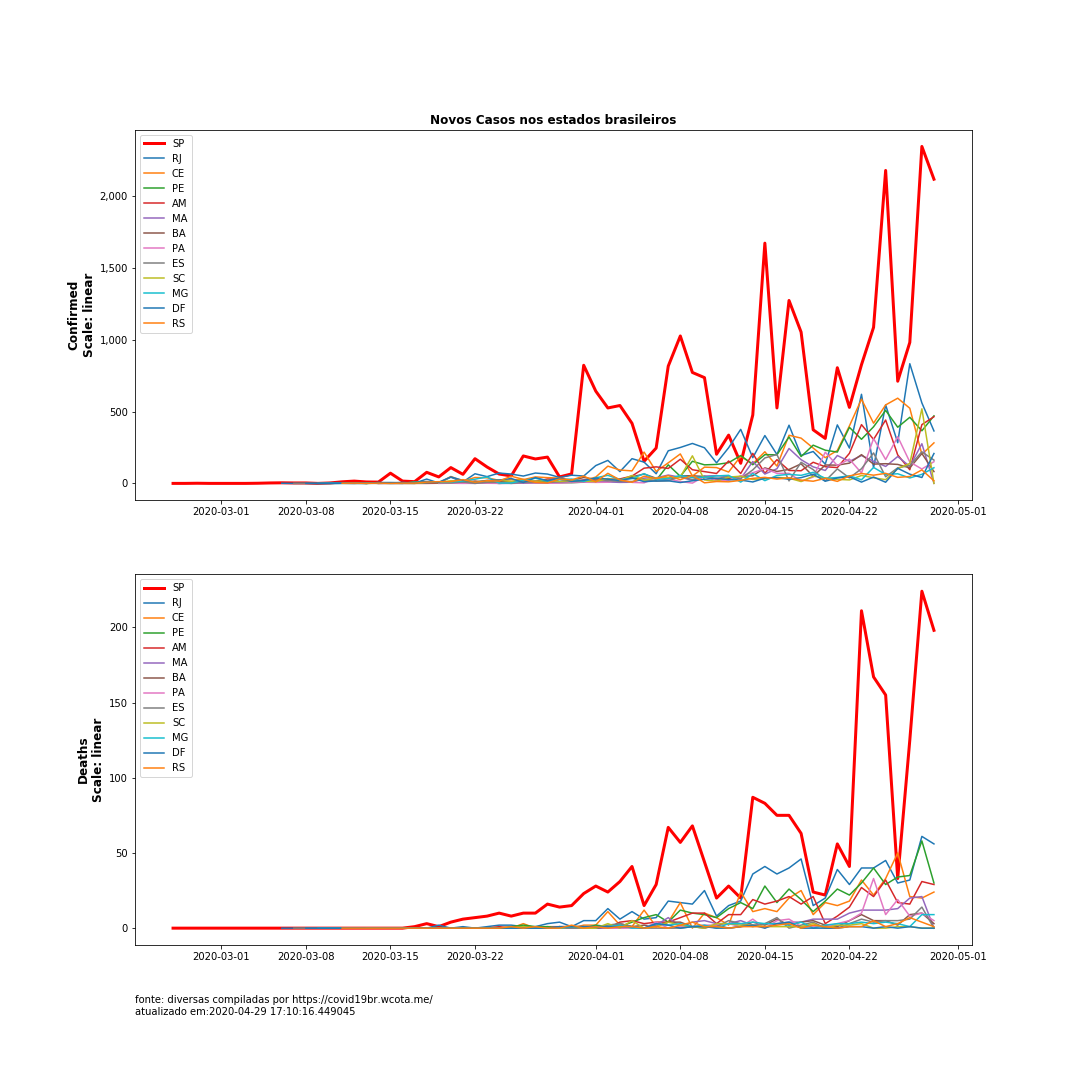 Novos Casos nos estados brasileiros
SP
RJ
CE
PE
AM
MA
BA
PA
ES
SC
MG
DF
RS
Confirmed
Scale: linear
2,000
1,500
1,000
500
0
2020-03-01
2020-03-08
2020-03-15
2020-03-22
2020-04-01
2020-04-08
2020-04-15
2020-04-22
2020-05-01
SP
RJ
CE
PE
AM
MA
BA
PA
ES
SC
MG
DF
RS
Deaths
Scale: linear
200
150
100
50
0
2020-03-01
2020-03-08
2020-03-15
2020-03-22
2020-04-01
2020-04-08
2020-04-15
2020-04-22
2020-05-01
fonte: diversas compiladas por https://covid19br.wcota.me/
atualizado em:2020-04-29 17:10:16.449045